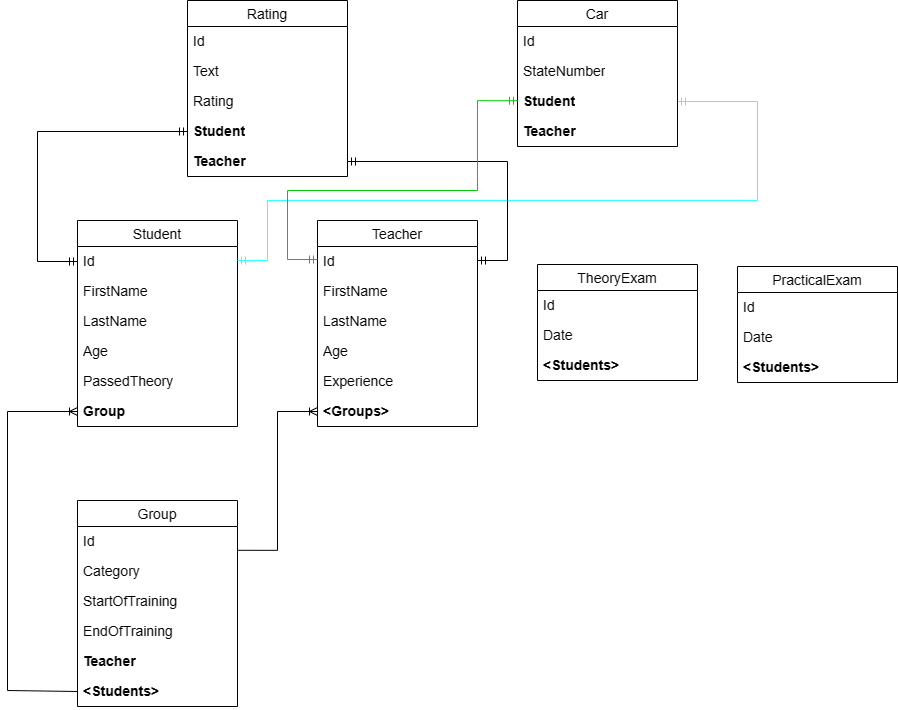 Rating
Id
Text
Rating
Student
Teacher
Car
Id
StateNumber
Student
Teacher
Student
Id
FirstName
LastName
Age
PassedTheory
Group
Teacher
Id
FirstName
LastName
Age
Experience
<Groups>
TheoryExam
Id
Date
<Students>
PracticalExam
Id
Date
<Students>
Group
Id
Category
StartOfTraining
EndOfTraining
Teacher
<Students>